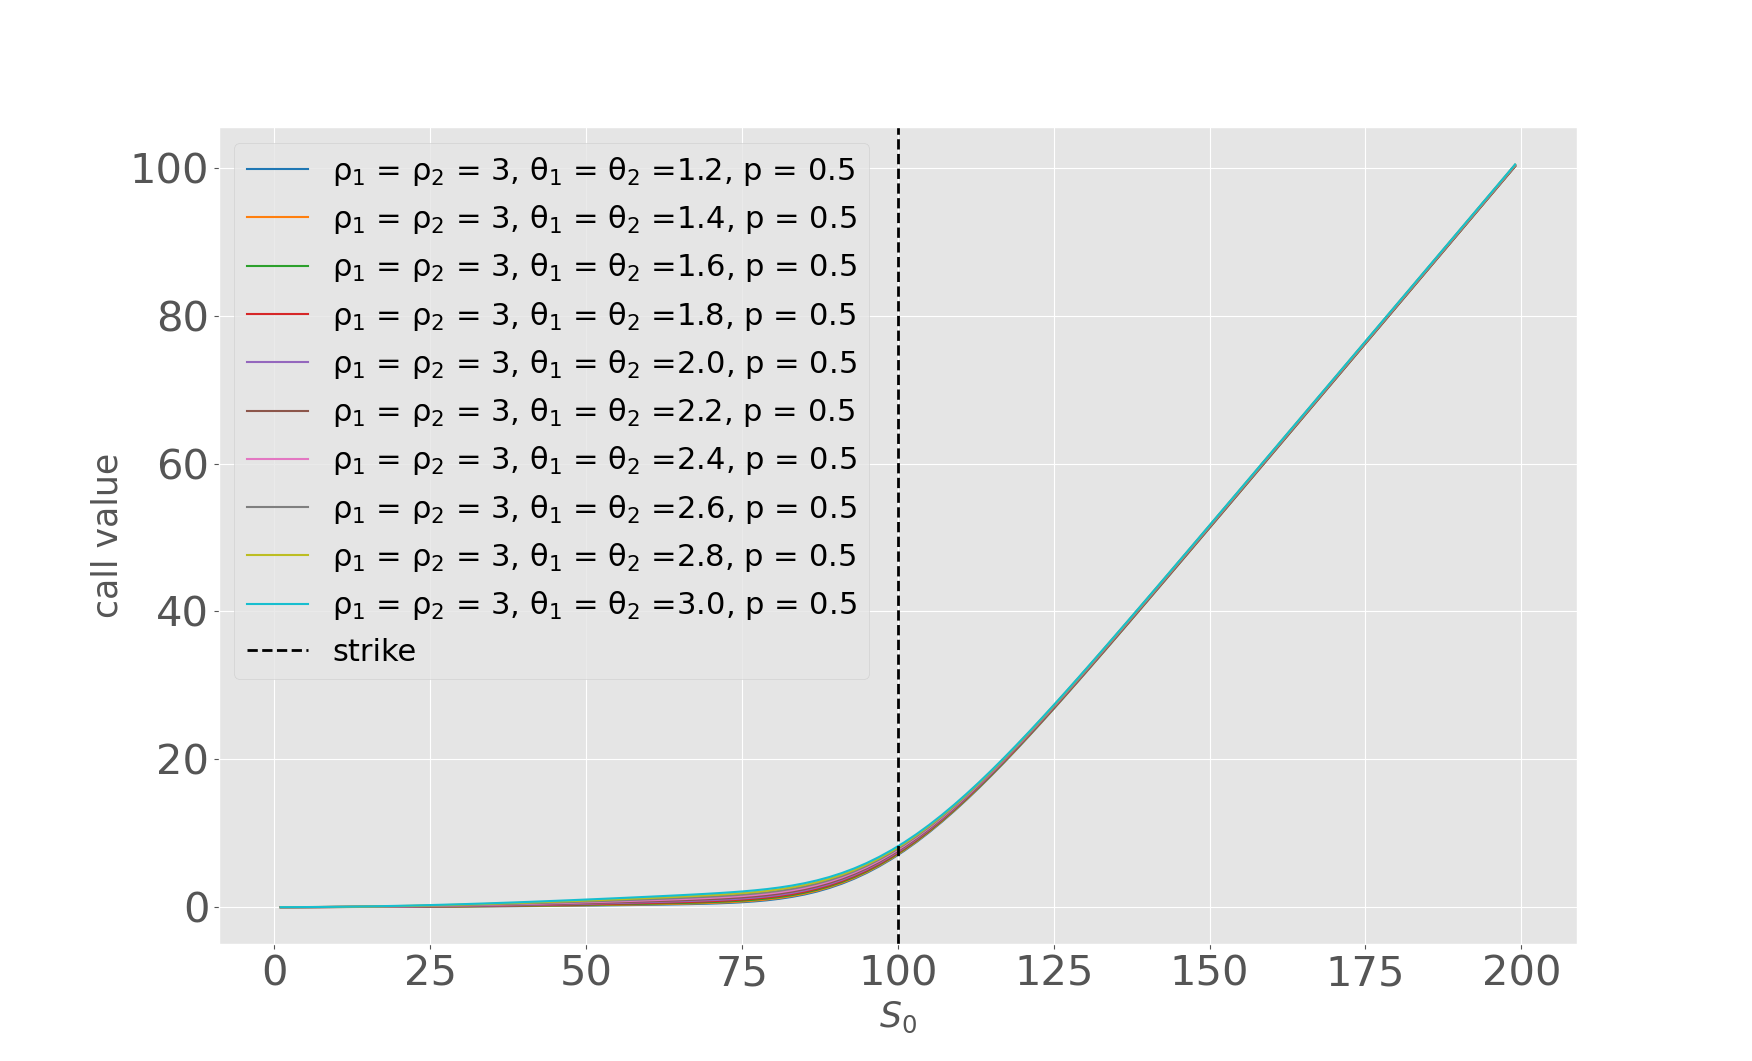 ρ₁ = ρ₂ = 3, θ₁ = θ₂ =1.2, p = 0.5
ρ₁ = ρ₂ = 3, θ₁ = θ₂ =1.4, p = 0.5
ρ₁ = ρ₂ = 3, θ₁ = θ₂ =1.6, p = 0.5
ρ₁ = ρ₂ = 3, θ₁ = θ₂ =1.8, p = 0.5
ρ₁ = ρ₂ = 3, θ₁ = θ₂ =2.0, p = 0.5
ρ₁ = ρ₂ = 3, θ₁ = θ₂ =2.2, p = 0.5
ρ₁ = ρ₂ = 3, θ₁ = θ₂ =2.4, p = 0.5
ρ₁ = ρ₂ = 3, θ₁ = θ₂ =2.6, p = 0.5
ρ₁ = ρ₂ = 3, θ₁ = θ₂ =2.8, p = 0.5
ρ₁ = ρ₂ = 3, θ₁ = θ₂ =3.0, p = 0.5
strike
call value
100
80
60
40
20
0
0 25 50 75 100 125 150 175 200
S₀